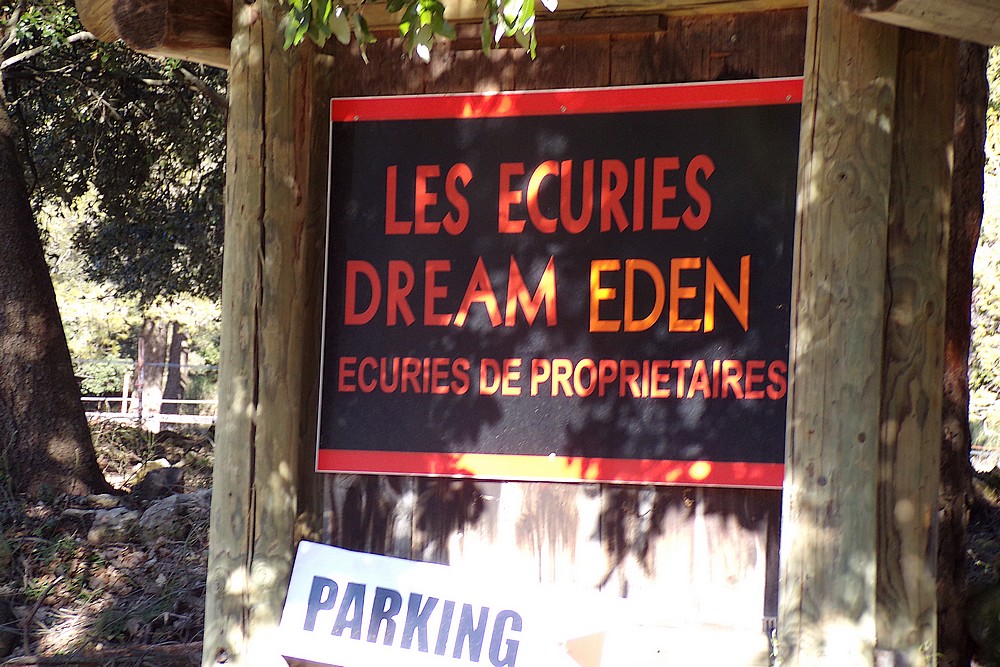 LES ECURIES
DREAM EDEN
ECURIES DE PROPRIETAIRES
PARKING